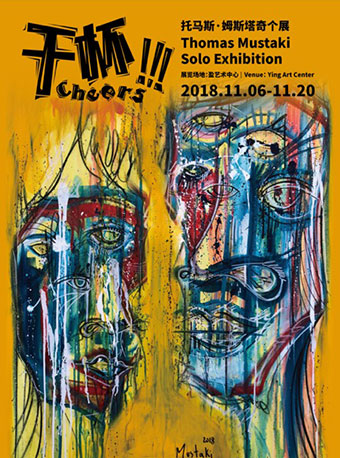 干杯!!!
Cheers
托马斯·姆斯塔奇个展
Thomas Mustaki
Solo Exhibition
展览场地:盈艺术中心 | Venue: Ying Art Center
2018.11.06-11.20
2018
Mustaki